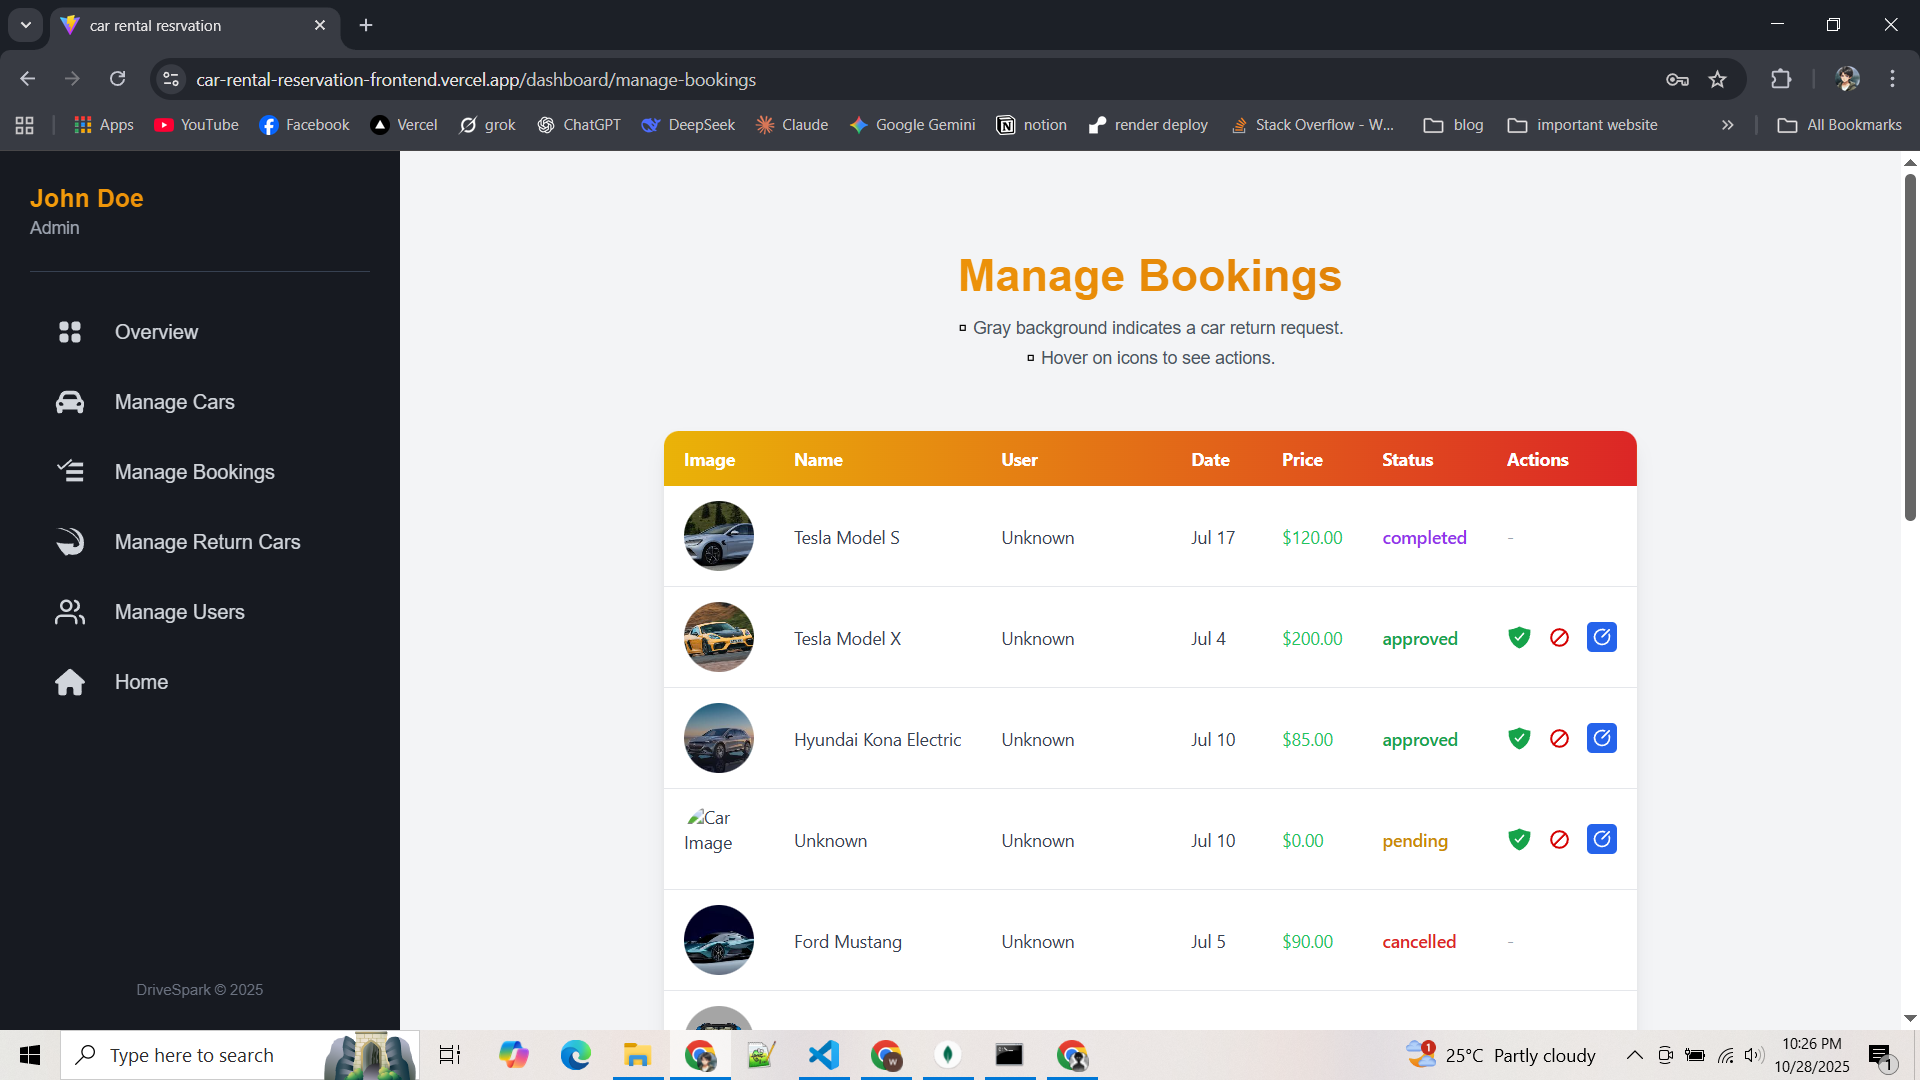 car rental resrvation
car-rental-reservation-frontend.vercel.app/dashboard/manage-bookings
Apps YouTube Facebook Vercel grok ChatGPT DeepSeek Claude Google Gemini notion render deploy Stack Overflow - W... blog important website » All Bookmarks
John Doe
Admin
Overview
Manage Cars
Manage Bookings
Manage Return Cars
Manage Users
Home
DriveSpark © 2025
Manage Bookings
▫ Gray background indicates a car return request.
▫ Hover on icons to see actions.
Image Name User Date Price Status Actions
Tesla Model S Unknown Jul 17 $120.00 completed -
Tesla Model X Unknown Jul 4 $200.00 approved
Hyundai Kona Electric Unknown Jul 10 $85.00 approved
Car Image Unknown Unknown Jul 10 $0.00 pending
Ford Mustang Unknown Jul 5 $90.00 cancelled -
Type here to search
W
1
25°C Partly cloudy
10:26 PM
10/28/2025
1